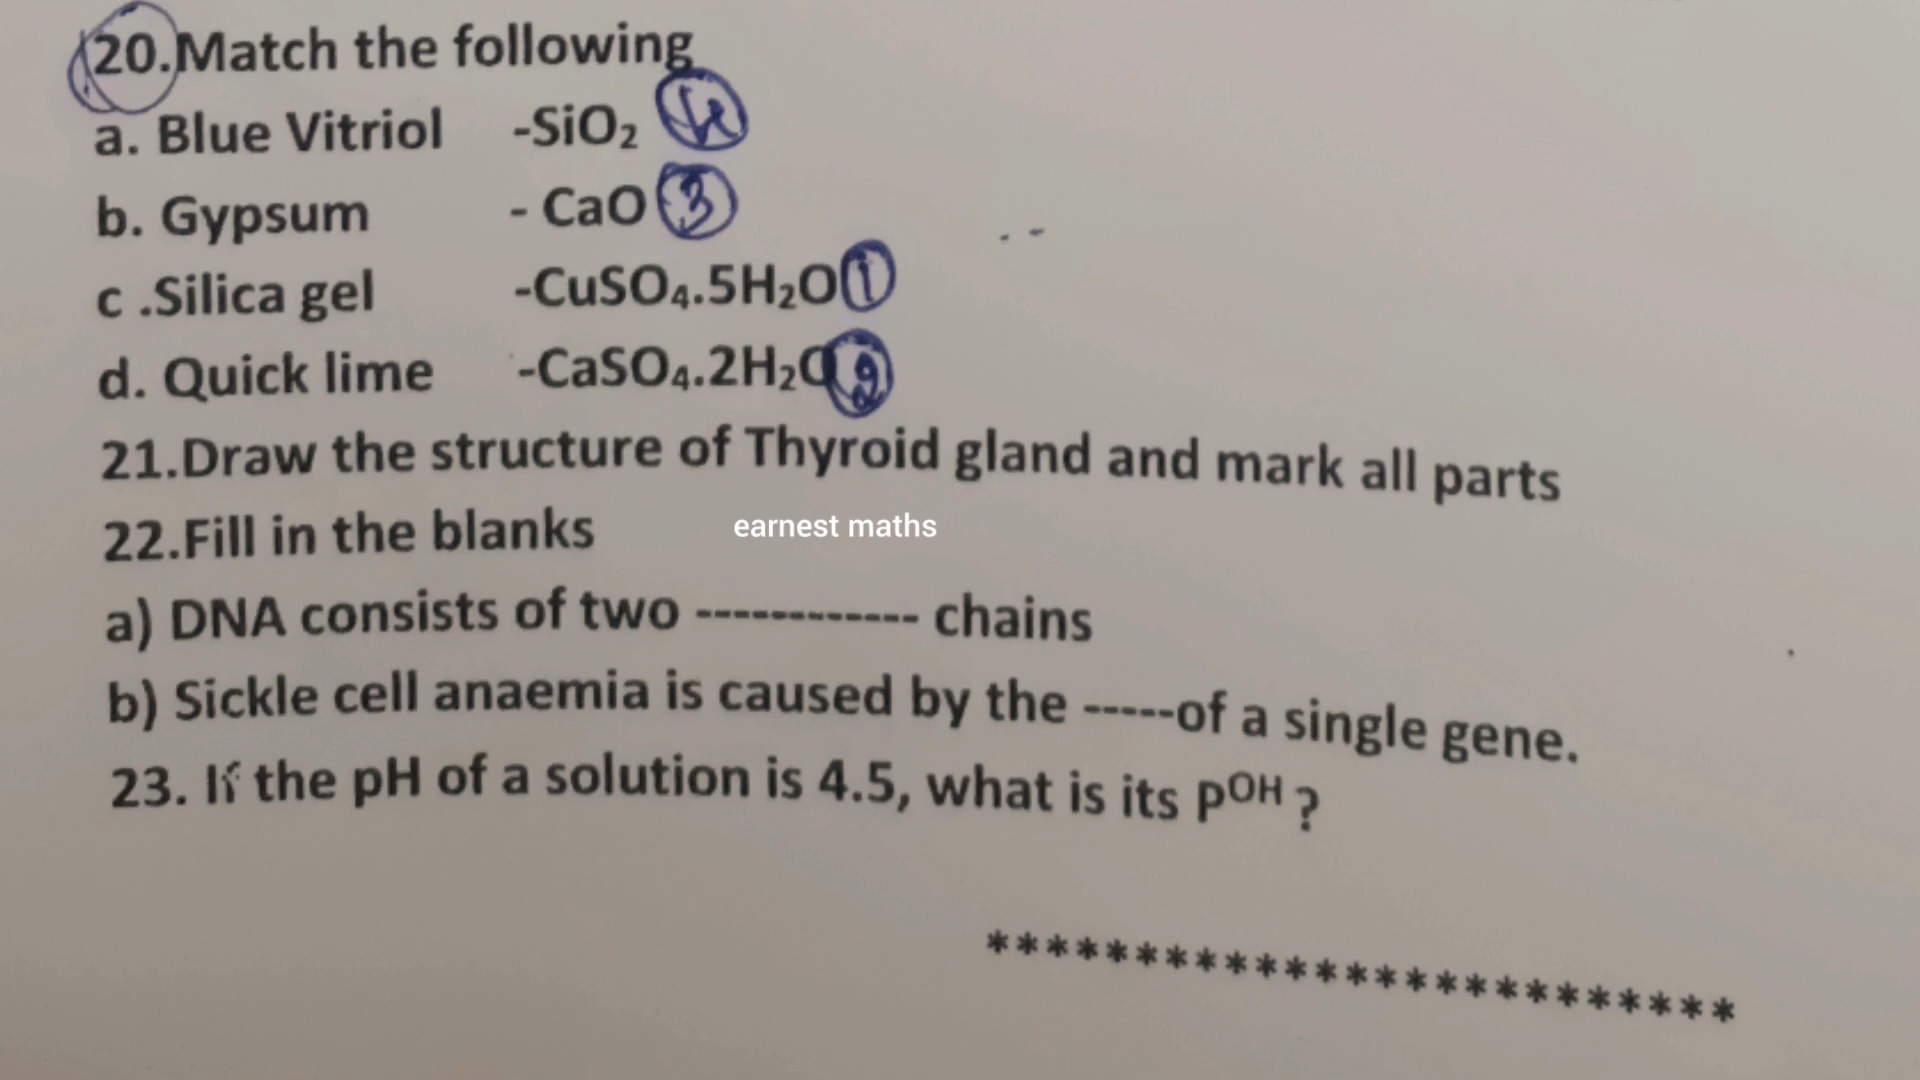 20.Match the following
a. Blue Vitriol -SiO₂
b. Gypsum - CaO 3
c .Silica gel -CuSO₄.5H₂O 1
d. Quick lime -CaSO₄.2H₂O 2
21.Draw the structure of Thyroid gland and mark all parts
22.Fill in the blanks
earnest maths
a) DNA consists of two ------------ chains
b) Sickle cell anaemia is caused by the -----of a single gene.
23. If the pH of a solution is 4.5, what is its pᴼᴴ ?
*************************